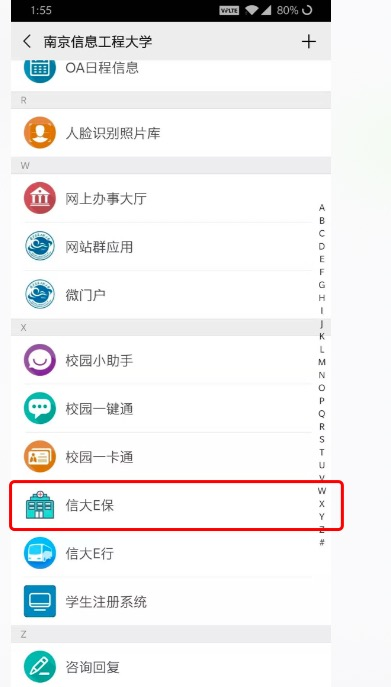 1:55
VoLTE 80%
南京信息工程大学
OA日程信息
R
人脸识别照片库
W
网上办事大厅
网站群应用
微门户
X
校园小助手
校园一键通
校园一卡通
信大E保
信大E行
学生注册系统
Z
咨询回复
A
B
C
D
E
F
G
H
I
J
K
L
M
N
O
P
Q
R
S
T
U
V
W
X
Y
Z
#